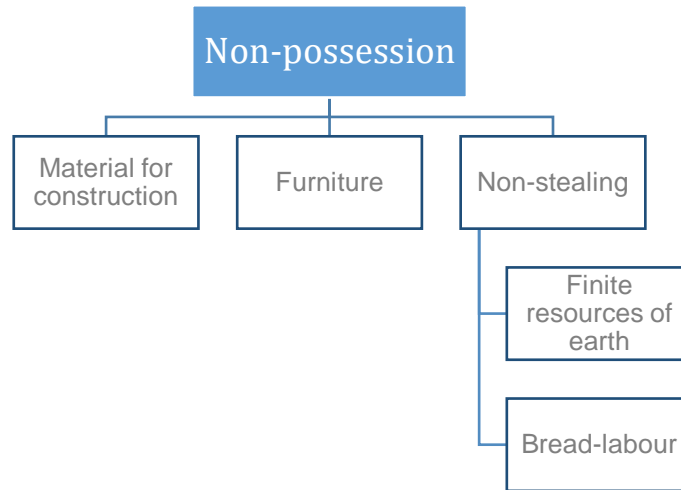 Non-possession
Material for
construction
Furniture
Non-stealing
Finite
resources of
earth
Bread-labour